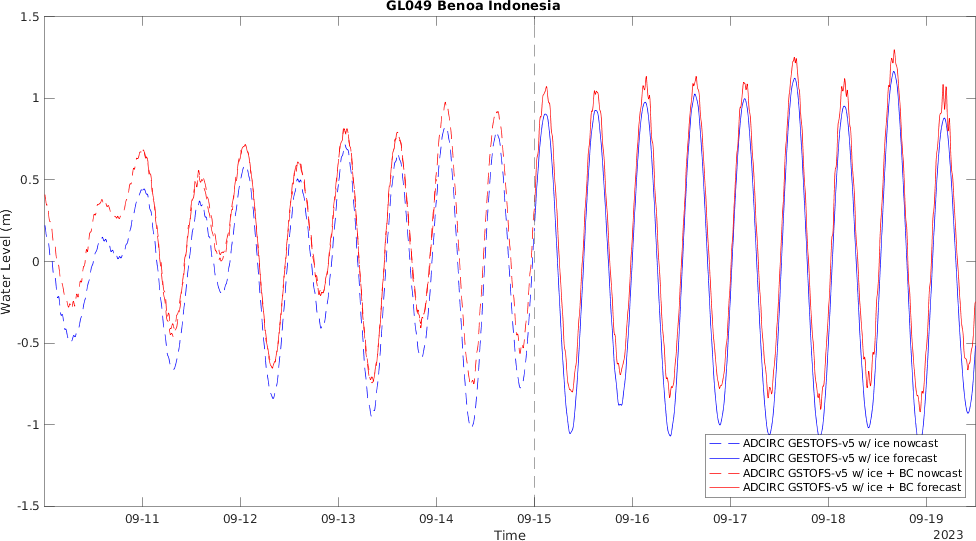 GL049 Benoa Indonesia
1.5
1
0.5
0
-0.5
-1
-1.5
Water Level (m)
ADCIRC GESTOFS-v5 w/ ice nowcast
ADCIRC GESTOFS-v5 w/ ice forecast
ADCIRC GSTOFS-v5 w/ ice + BC nowcast
ADCIRC GSTOFS-v5 w/ ice + BC forecast
09-11 09-12 09-13 09-14 09-15 09-16 09-17 09-18 09-19
Time
2023